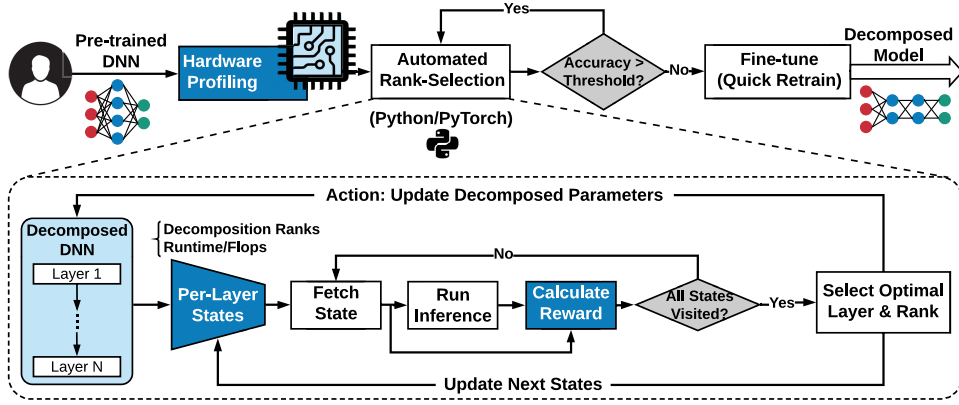 Yes
Pre-trained
DNN
Hardware
Profiling
Automated
Rank-Selection
(Python/PyTorch)
Accuracy >
Threshold?
No
Fine-tune
(Quick Retrain)
Decomposed
Model
Action: Update Decomposed Parameters
Decomposed
DNN
Layer 1
Layer N
Decomposition Ranks
Runtime/Flops
Per-Layer
States
Fetch
State
Run
Inference
Calculate
Reward
No
All States
Visited?
Yes
Select Optimal
Layer & Rank
Update Next States